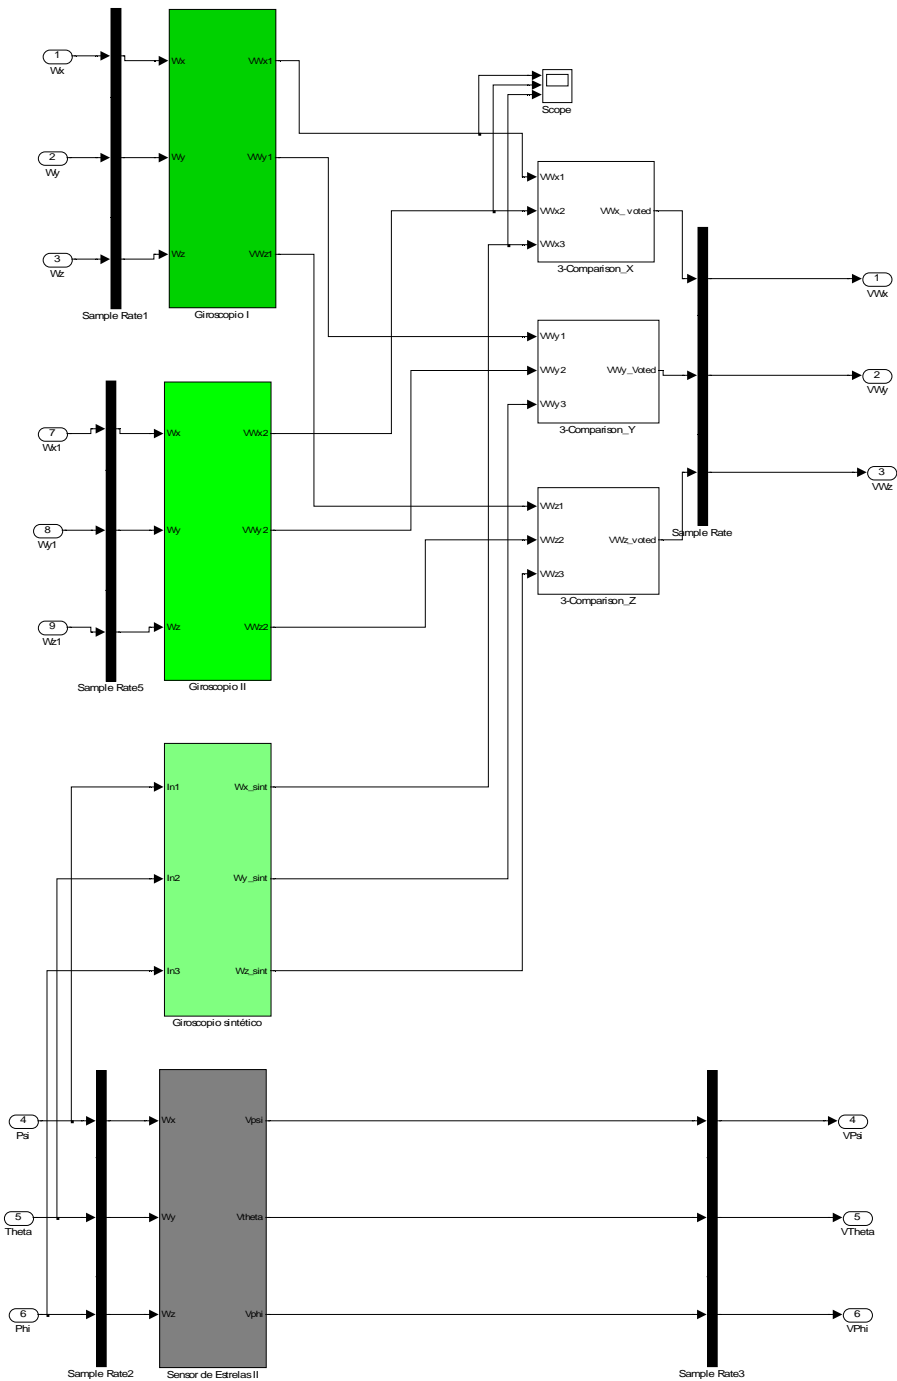 1
Wx
2
Wy
3
Wz
Sample Rate1
Wx
Wy
Wz
VWx1
VWy1
VWz1
Giroscopio I
Scope
VWx1
VWx2
VWx3
VWx_ voted
3-Comparison_X
VWy1
VWy2
VWy3
VWy_Voted
3-Comparison_Y
VWz1
VWz2
VWz3
VWz_voted
3-Comparison_Z
Sample Rate
1
VWx
2
VWy
3
VWz
7
Wx1
8
Wy1
9
Wz1
Sample Rate5
Wx
Wy
Wz
VWx2
VWy2
VWz2
Giroscopio II
In1
In2
In3
Wx_sint
Wy_sint
Wz_sint
Giroscopio sintético
4
Psi
5
Theta
6
Phi
Sample Rate2
Wx
Wy
Wz
Vpsi
Vtheta
Vphi
Sensor de Estrelas II
Sample Rate3
4
VPsi
5
VTheta
6
VPhi